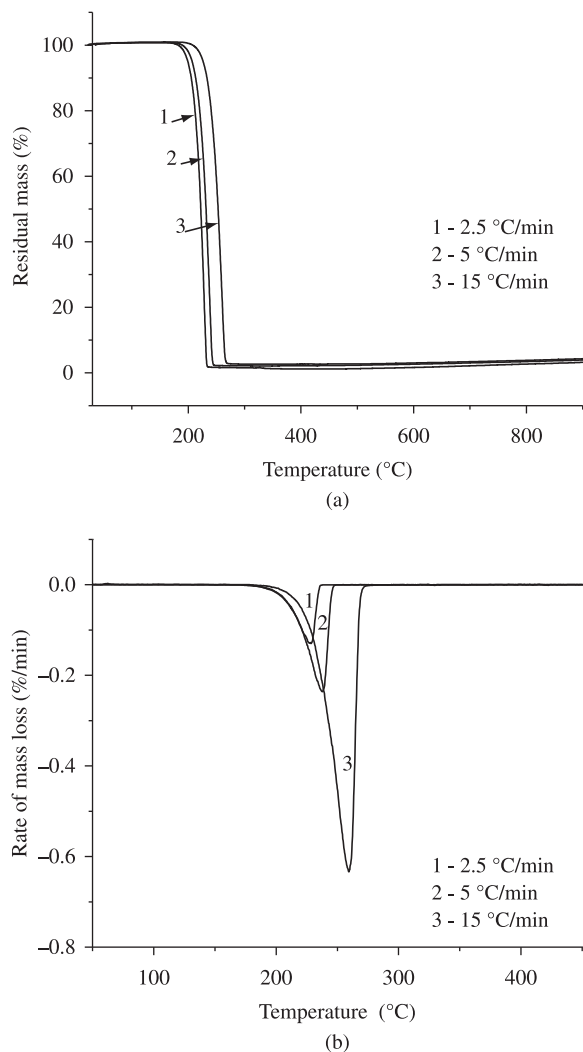 100
80
60
40
20
0
Residual mass (%)
1
2
3
1 - 2.5 °C/min
2 - 5 °C/min
3 - 15 °C/min
200 400 600 800
Temperature (°C)
(a)
0.0
–0.2
–0.4
–0.6
–0.8
Rate of mass loss (%/min)
1
2
3
1 - 2.5 °C/min
2 - 5 °C/min
3 - 15 °C/min
100 200 300 400
Temperature (°C)
(b)